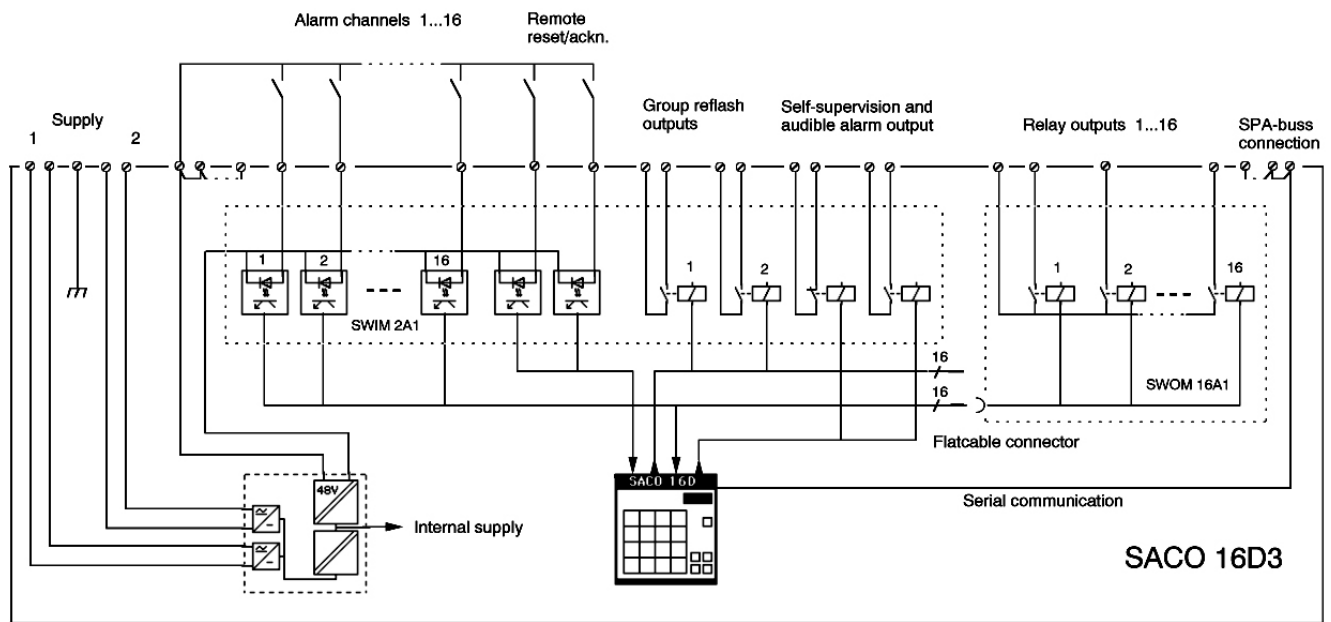 Alarm channels 1...16
Remote
reset/ackn.
Supply
1
2
Group reflash
outputs
Self-supervision and
audible alarm output
Relay outputs 1...16
SPA-buss
connection
1
2
16
1
2
1
2
16
SWIM 2A1
16
16
SWOM 16A1
Flatcable connector
SACO 16D
48V
Serial communication
Internal supply
SACO 16D3